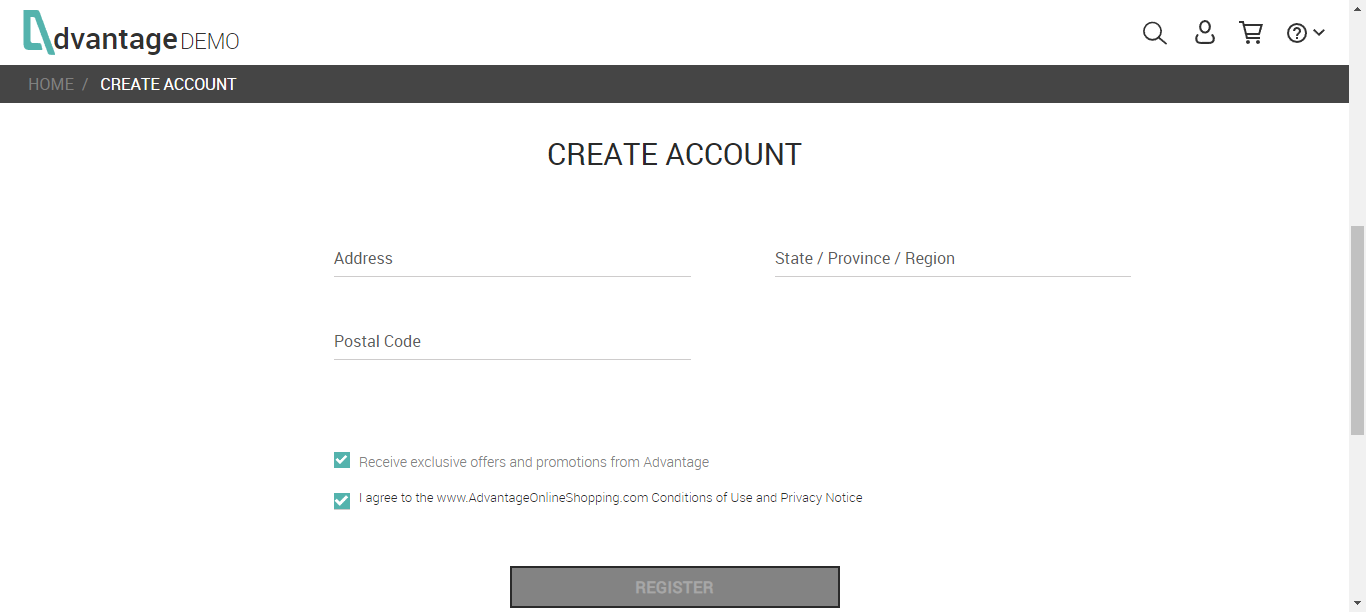 Advantage DEMO
HOME / CREATE ACCOUNT
CREATE ACCOUNT
Address
State / Province / Region
Postal Code
Receive exclusive offers and promotions from Advantage
I agree to the www.AdvantageOnlineShopping.com Conditions of Use and Privacy Notice
REGISTER